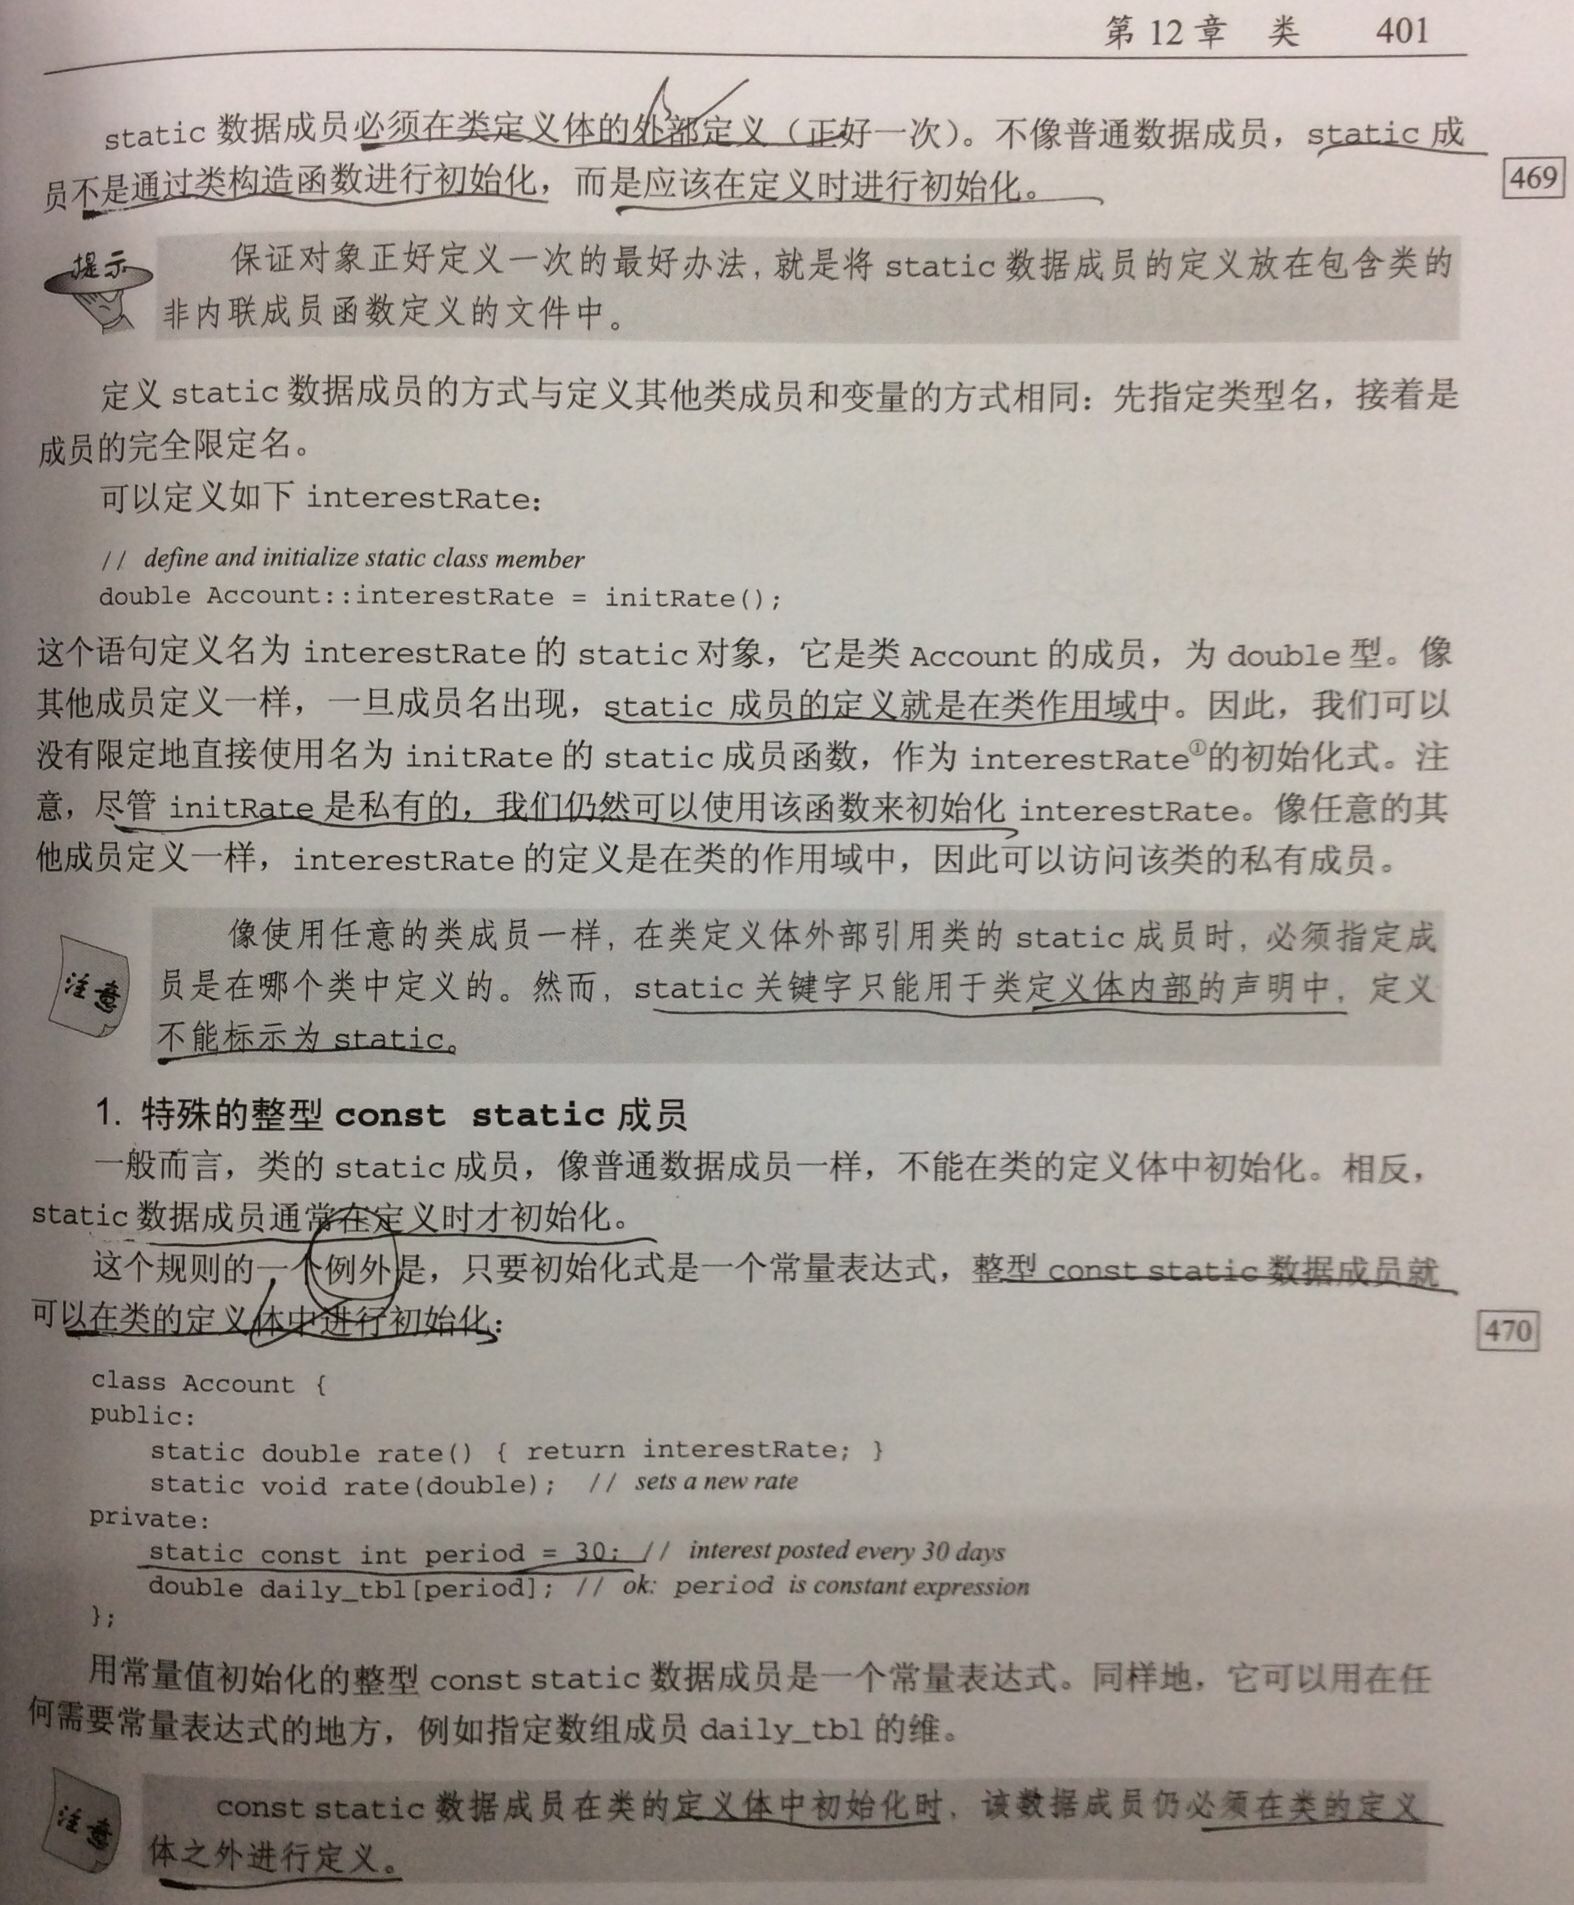 第 12 章 类 401
static 数据成员必须在类定义体的外部定义（正好一次）。不像普通数据成员，static 成
员不是通过类构造函数进行初始化，而是应该在定义时进行初始化。
469
提示
保证对象正好定义一次的最好办法，就是将 static 数据成员的定义放在包含类的
非内联成员函数定义的文件中。
定义 static 数据成员的方式与定义其他类成员和变量的方式相同：先指定类型名，接着是
成员的完全限定名。
可以定义如下 interestRate：
// define and initialize static class member
double Account::interestRate = initRate();
这个语句定义名为 interestRate 的 static 对象，它是类 Account 的成员，为 double 型。像
其他成员定义一样，一旦成员名出现，static 成员的定义就是在类作用域中。因此，我们可以
没有限定地直接使用名为 initRate 的 static 成员函数，作为 interestRate①的初始化式。注
意，尽管 initRate 是私有的，我们仍然可以使用该函数来初始化 interestRate。像任意的其
他成员定义一样，interestRate 的定义是在类的作用域中，因此可以访问该类的私有成员。
注意
像使用任意的类成员一样，在类定义体外部引用类的 static 成员时，必须指定成
员是在哪个类中定义的。然而，static 关键字只能用于类定义体内部的声明中，定义
不能标示为 static。
1. 特殊的整型 const static 成员
一般而言，类的 static 成员，像普通数据成员一样，不能在类的定义体中初始化。相反，
static 数据成员通常在定义时才初始化。
这个规则的一个例外是，只要初始化式是一个常量表达式，整型 const static 数据成员就
可以在类的定义体中进行初始化：
470
class Account {
public:
static double rate() { return interestRate; }
static void rate(double); // sets a new rate
private:
static const int period = 30; // interest posted every 30 days
double daily_tbl[period]; // ok: period is constant expression
};
用常量值初始化的整型 const static 数据成员是一个常量表达式。同样地，它可以用在任
何需要常量表达式的地方，例如指定数组成员 daily_tbl 的维。
注意
const static 数据成员在类的定义体中初始化时，该数据成员仍必须在类的定义
体之外进行定义。